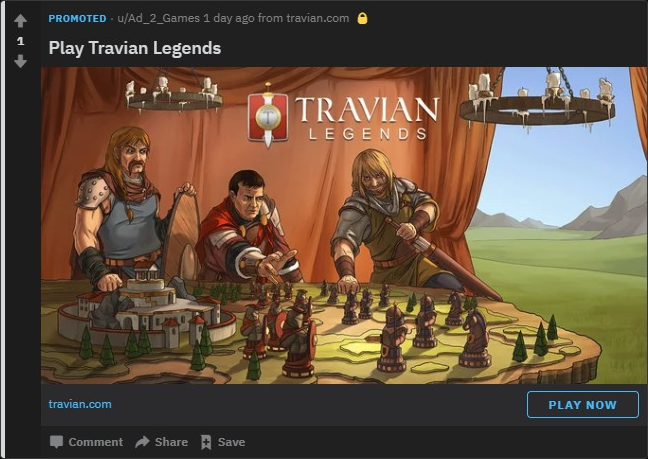 PROMOTED · u/Ad_2_Games 1 day ago from travian.com
1
Play Travian Legends
TRAVIAN
LEGENDS
travian.com
PLAY NOW
Comment Share Save